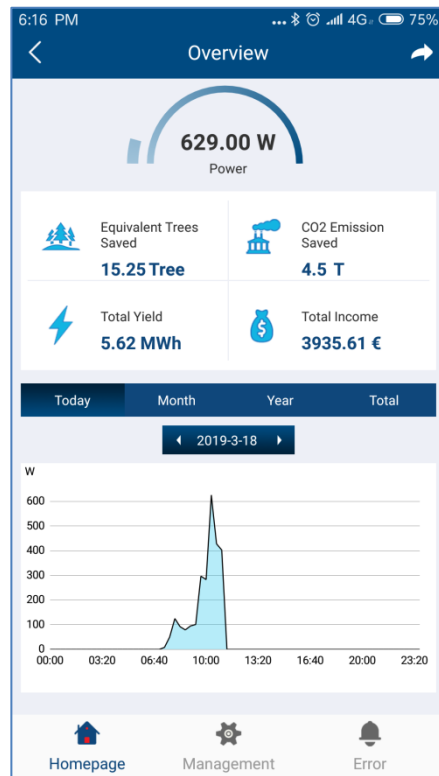 6:16 PM ... 4G 75%
Overview
629.00 W
Power
Equivalent Trees
Saved
15.25 Tree
CO2 Emission
Saved
4.5 T
Total Yield
5.62 MWh
Total Income
3935.61 €
Today Month Year Total
2019-3-18
W
600
500
400
300
200
100
0
00:00 03:20 06:40 10:00 13:20 16:40 20:00 23:20
Homepage Management Error